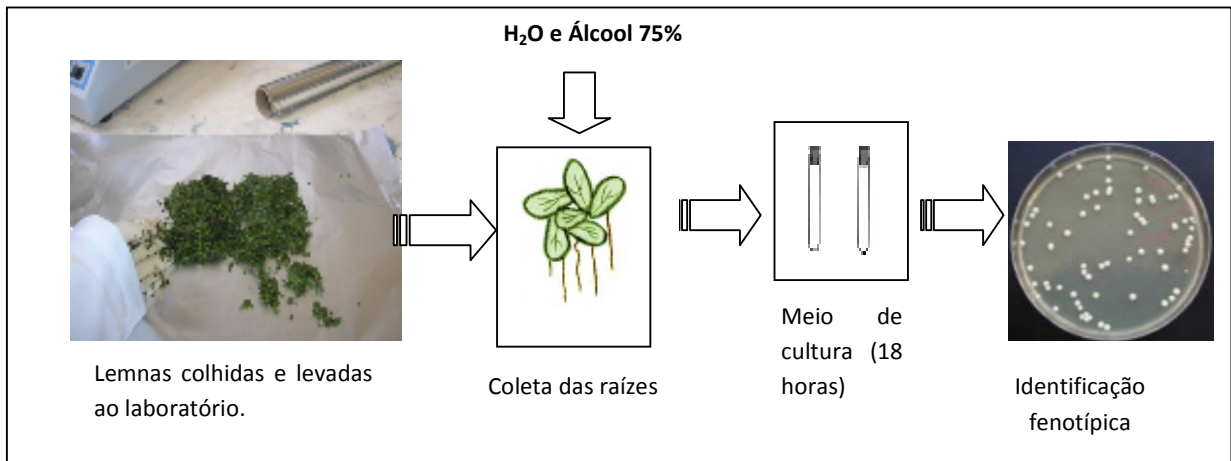 H₂O e Álcool 75%
Lemnas colhidas e levadas
ao laboratório.
Coleta das raízes
Meio de
cultura (18
horas)
Identificação
fenotípica